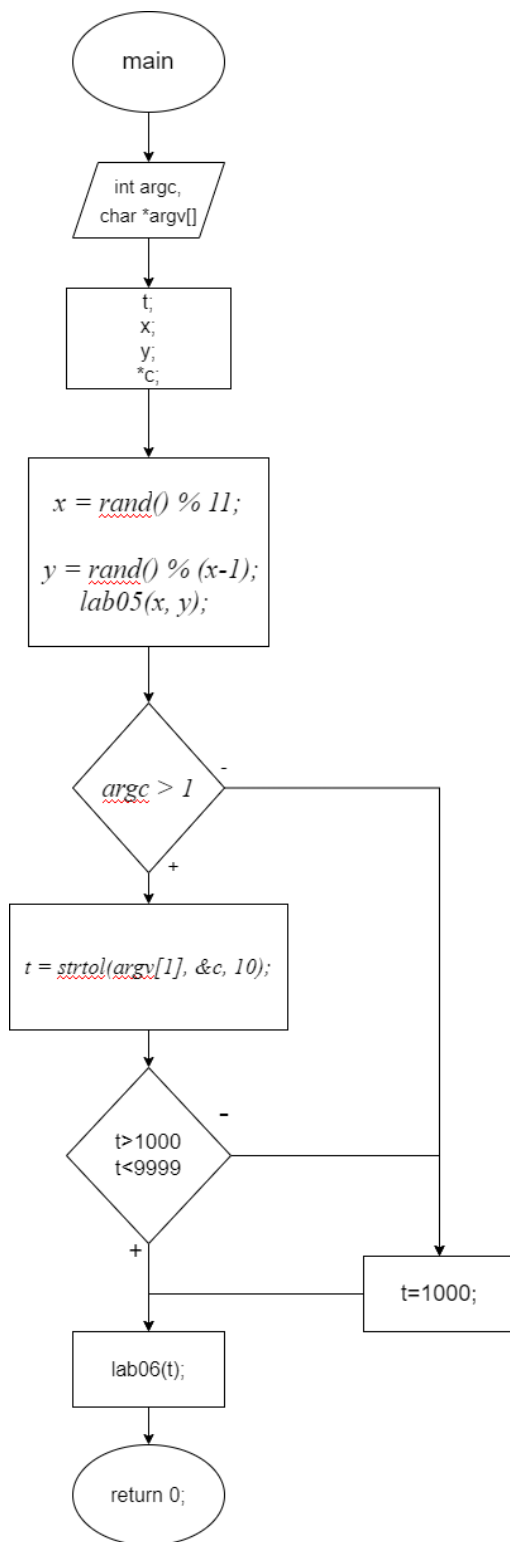 main
int argc,
char *argv[]
t;
x;
y;
*c;
x = rand() % 11;
y = rand() % (x-1);
lab05(x, y);
argc > 1
-
+
t = strtol(argv[1], &c, 10);
t>1000
t<9999
-
+
t=1000;
lab06(t);
return 0;